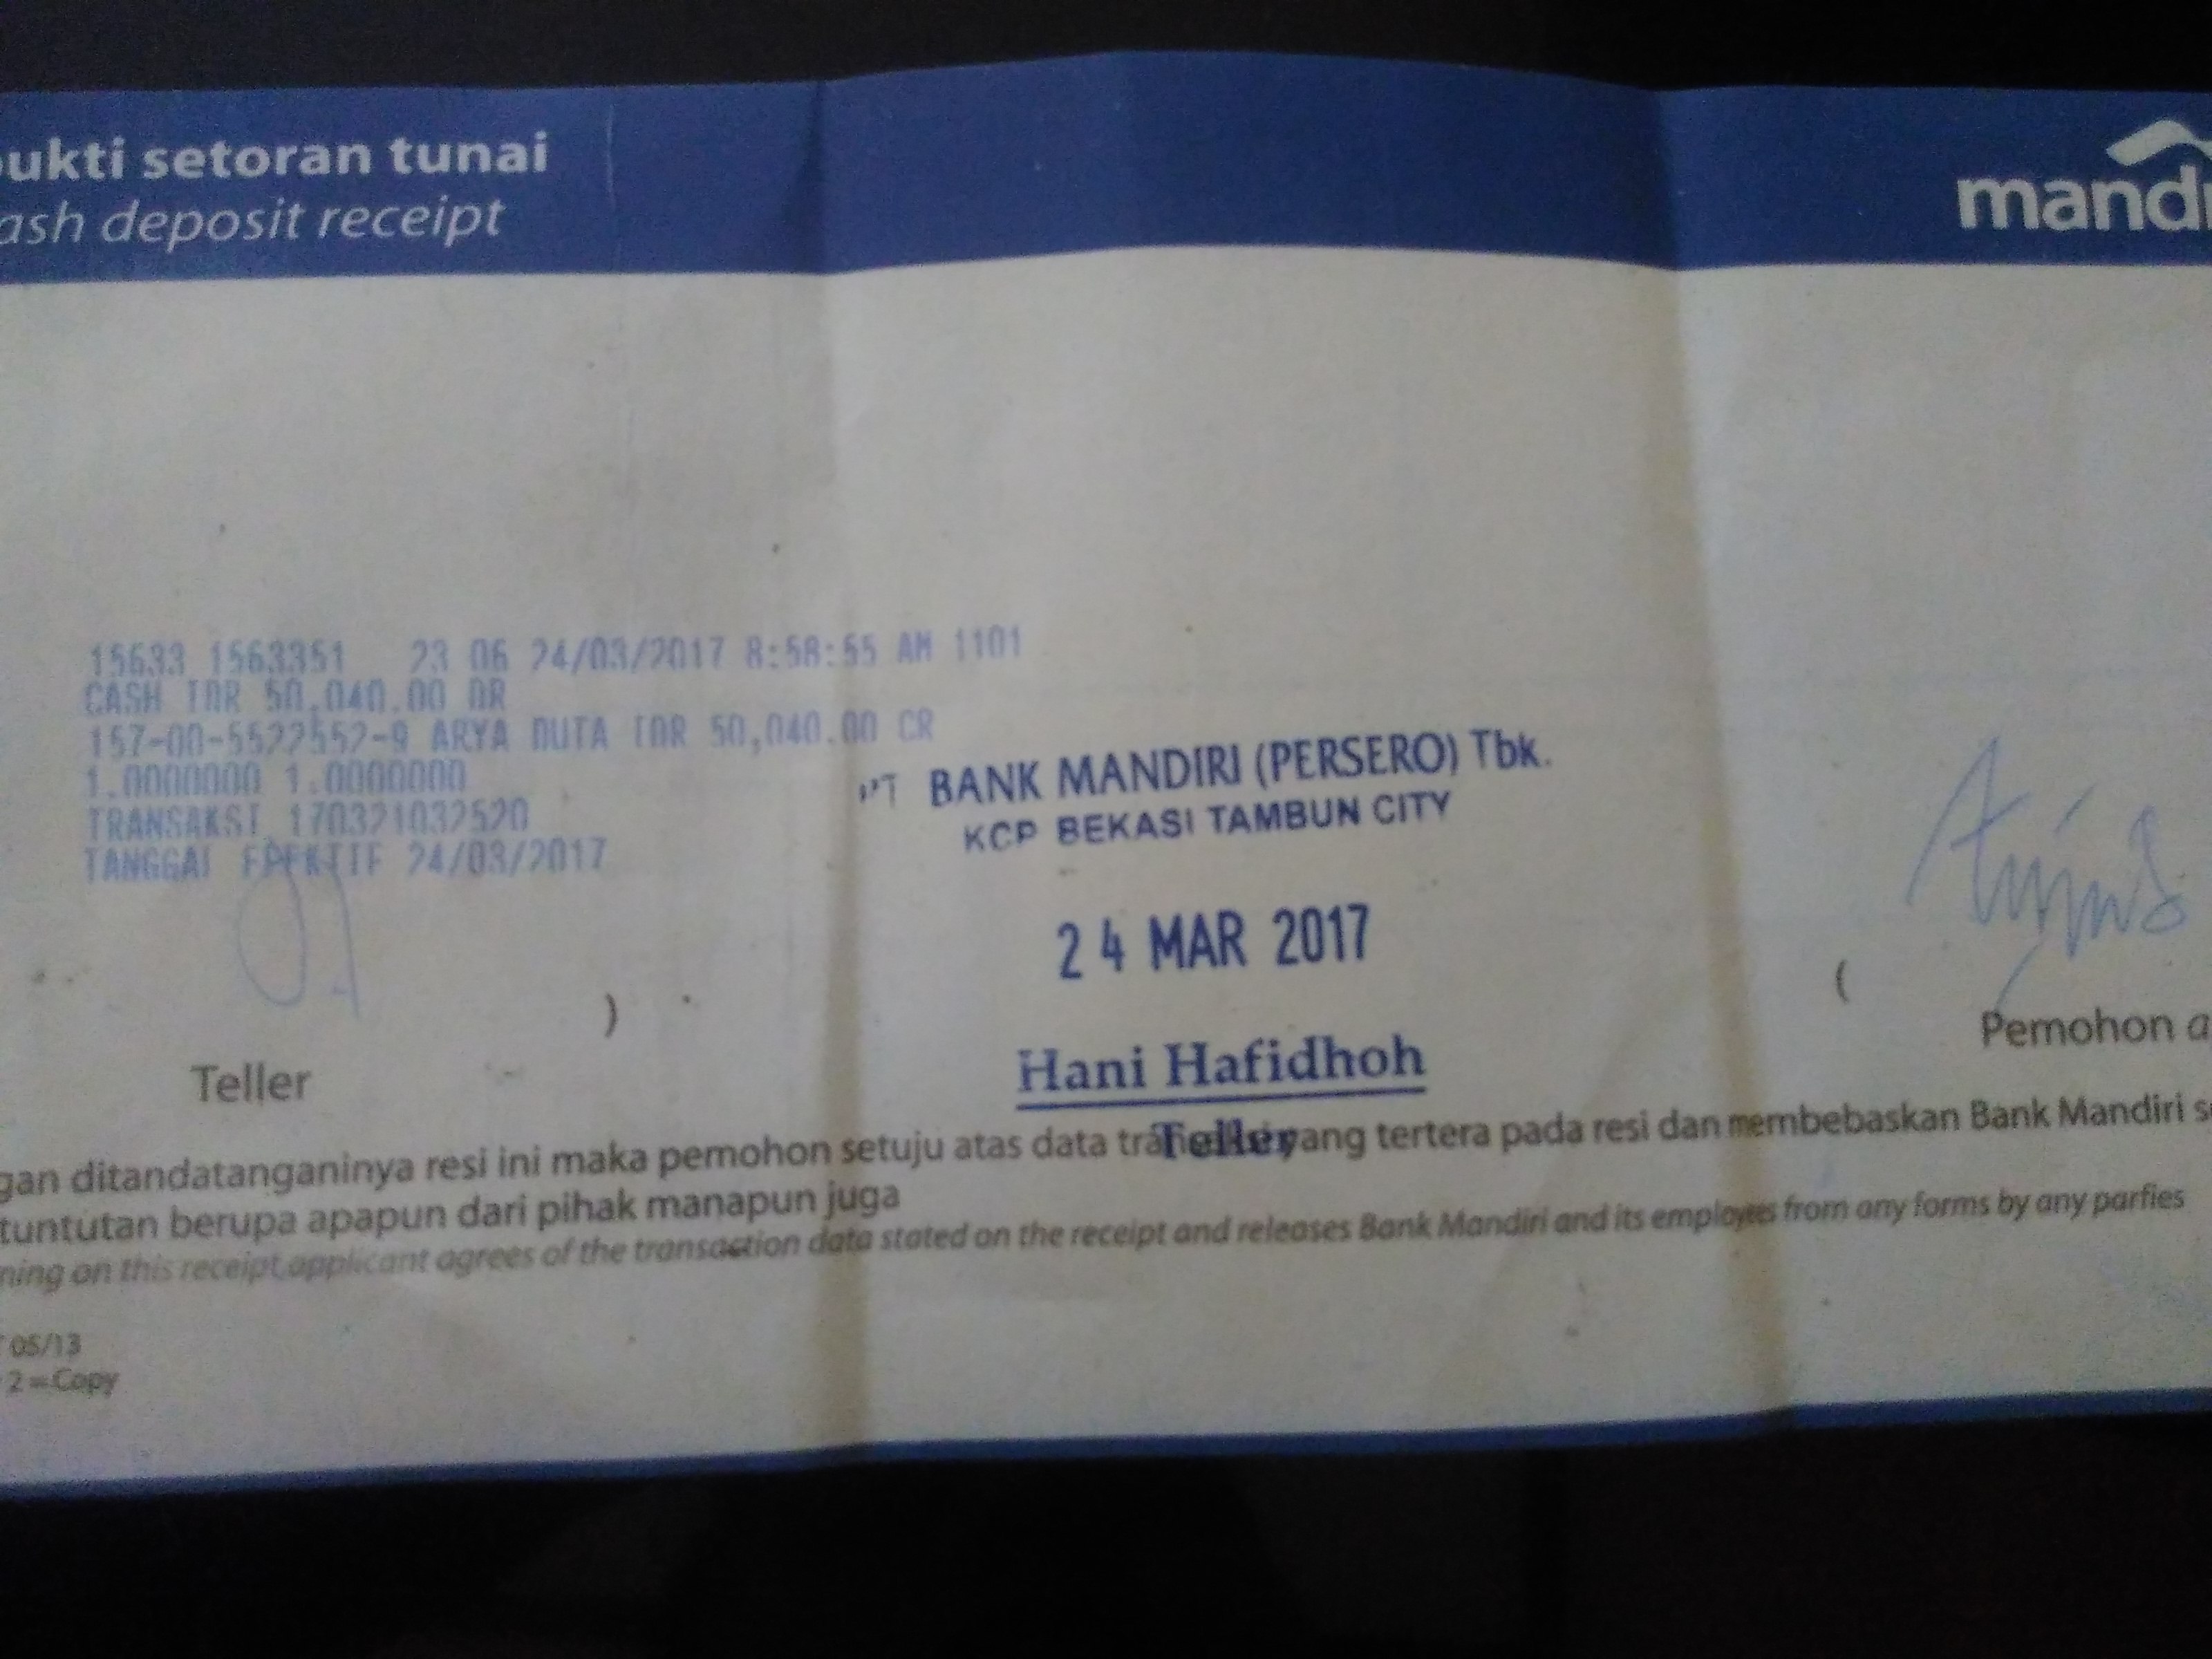 ukti setoran tunai
ash deposit receipt
mand
15633 1563351 23 06 24/03/2017 8:58:55 AM 1101
CASH IDR 50,040.00 DR
157-00-5522552-9 ARYA DUTA IDR 50,040.00 CR
1.0000000 1.0000000
TRANSAKSI 170321032520
TANGGAL EFEKTIF 24/03/2017
PT BANK MANDIRI (PERSERO) Tbk.
KCP BEKASI TAMBUN CITY
24 MAR 2017
Hani Hafidhoh
Teller
)
(
Teller
Pemohon a
gan ditandatanganinya resi ini maka pemohon setuju atas data transaksi yang tertera pada resi dan membebaskan Bank Mandiri s
tuntutan berupa apapun dari pihak manapun juga
ning on this receipt,applicant agrees of the transaction data stated on the receipt and releases Bank Mandiri and its employees from any forms by any parfies
05/13
2=Copy